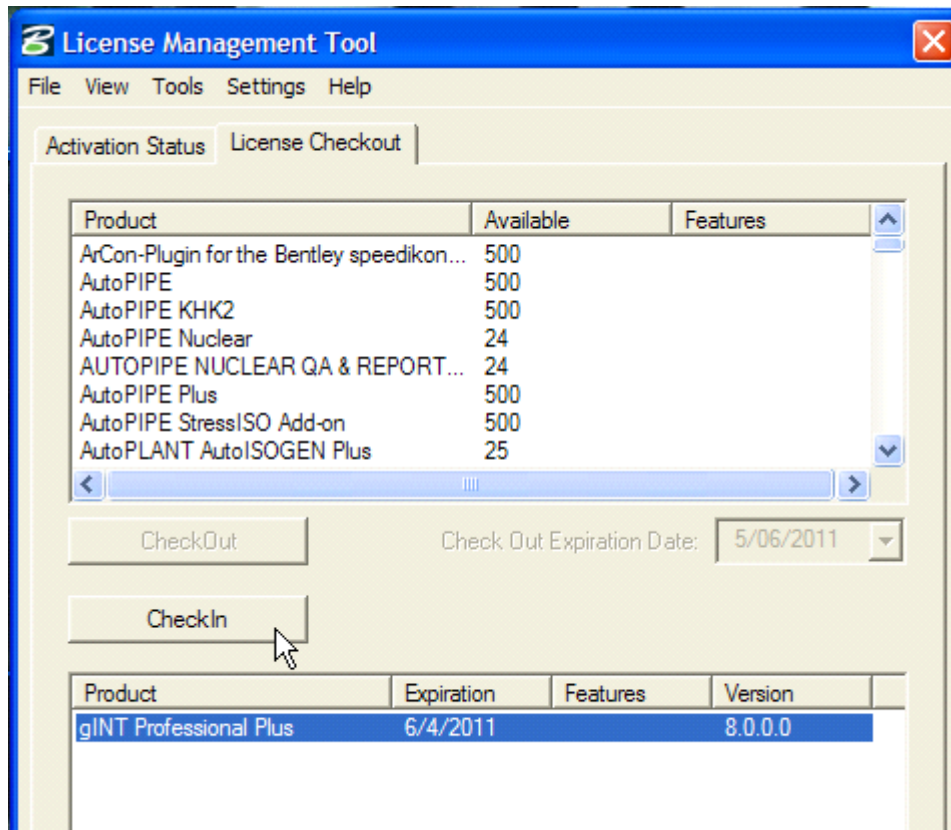 License Management Tool
File View Tools Settings Help
Activation Status License Checkout
Product Available Features
ArCon-Plugin for the Bentley speedikon... 500
AutoPIPE 500
AutoPIPE KHK2 500
AutoPIPE Nuclear 24
AUTOPIPE NUCLEAR QA & REPORT... 24
AutoPIPE Plus 500
AutoPIPE StressISO Add-on 500
AutoPLANT AutoISOGEN Plus 25
CheckOut Check Out Expiration Date: 5/06/2011
CheckIn
Product Expiration Features Version
gINT Professional Plus 6/4/2011 8.0.0.0